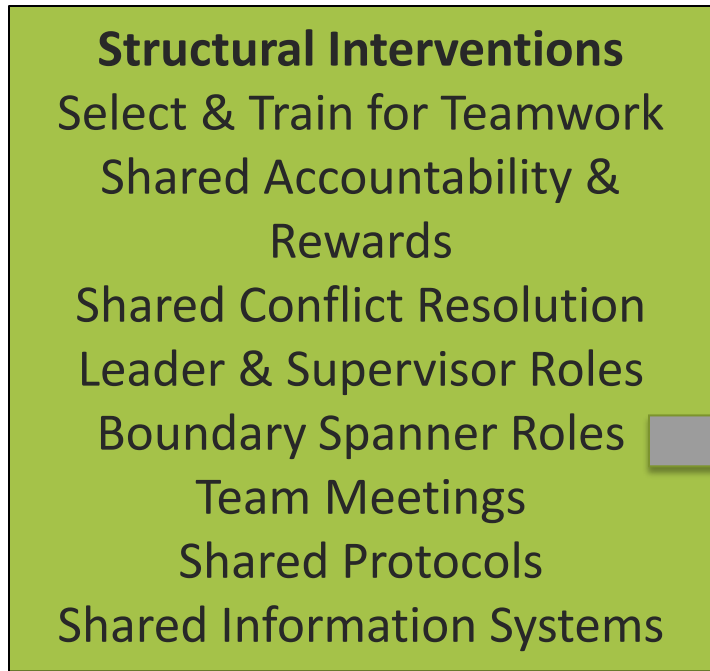 Structural Interventions
Select & Train for Teamwork
Shared Accountability &
Rewards
Shared Conflict Resolution
Leader & Supervisor Roles
Boundary Spanner Roles
Team Meetings
Shared Protocols
Shared Information Systems